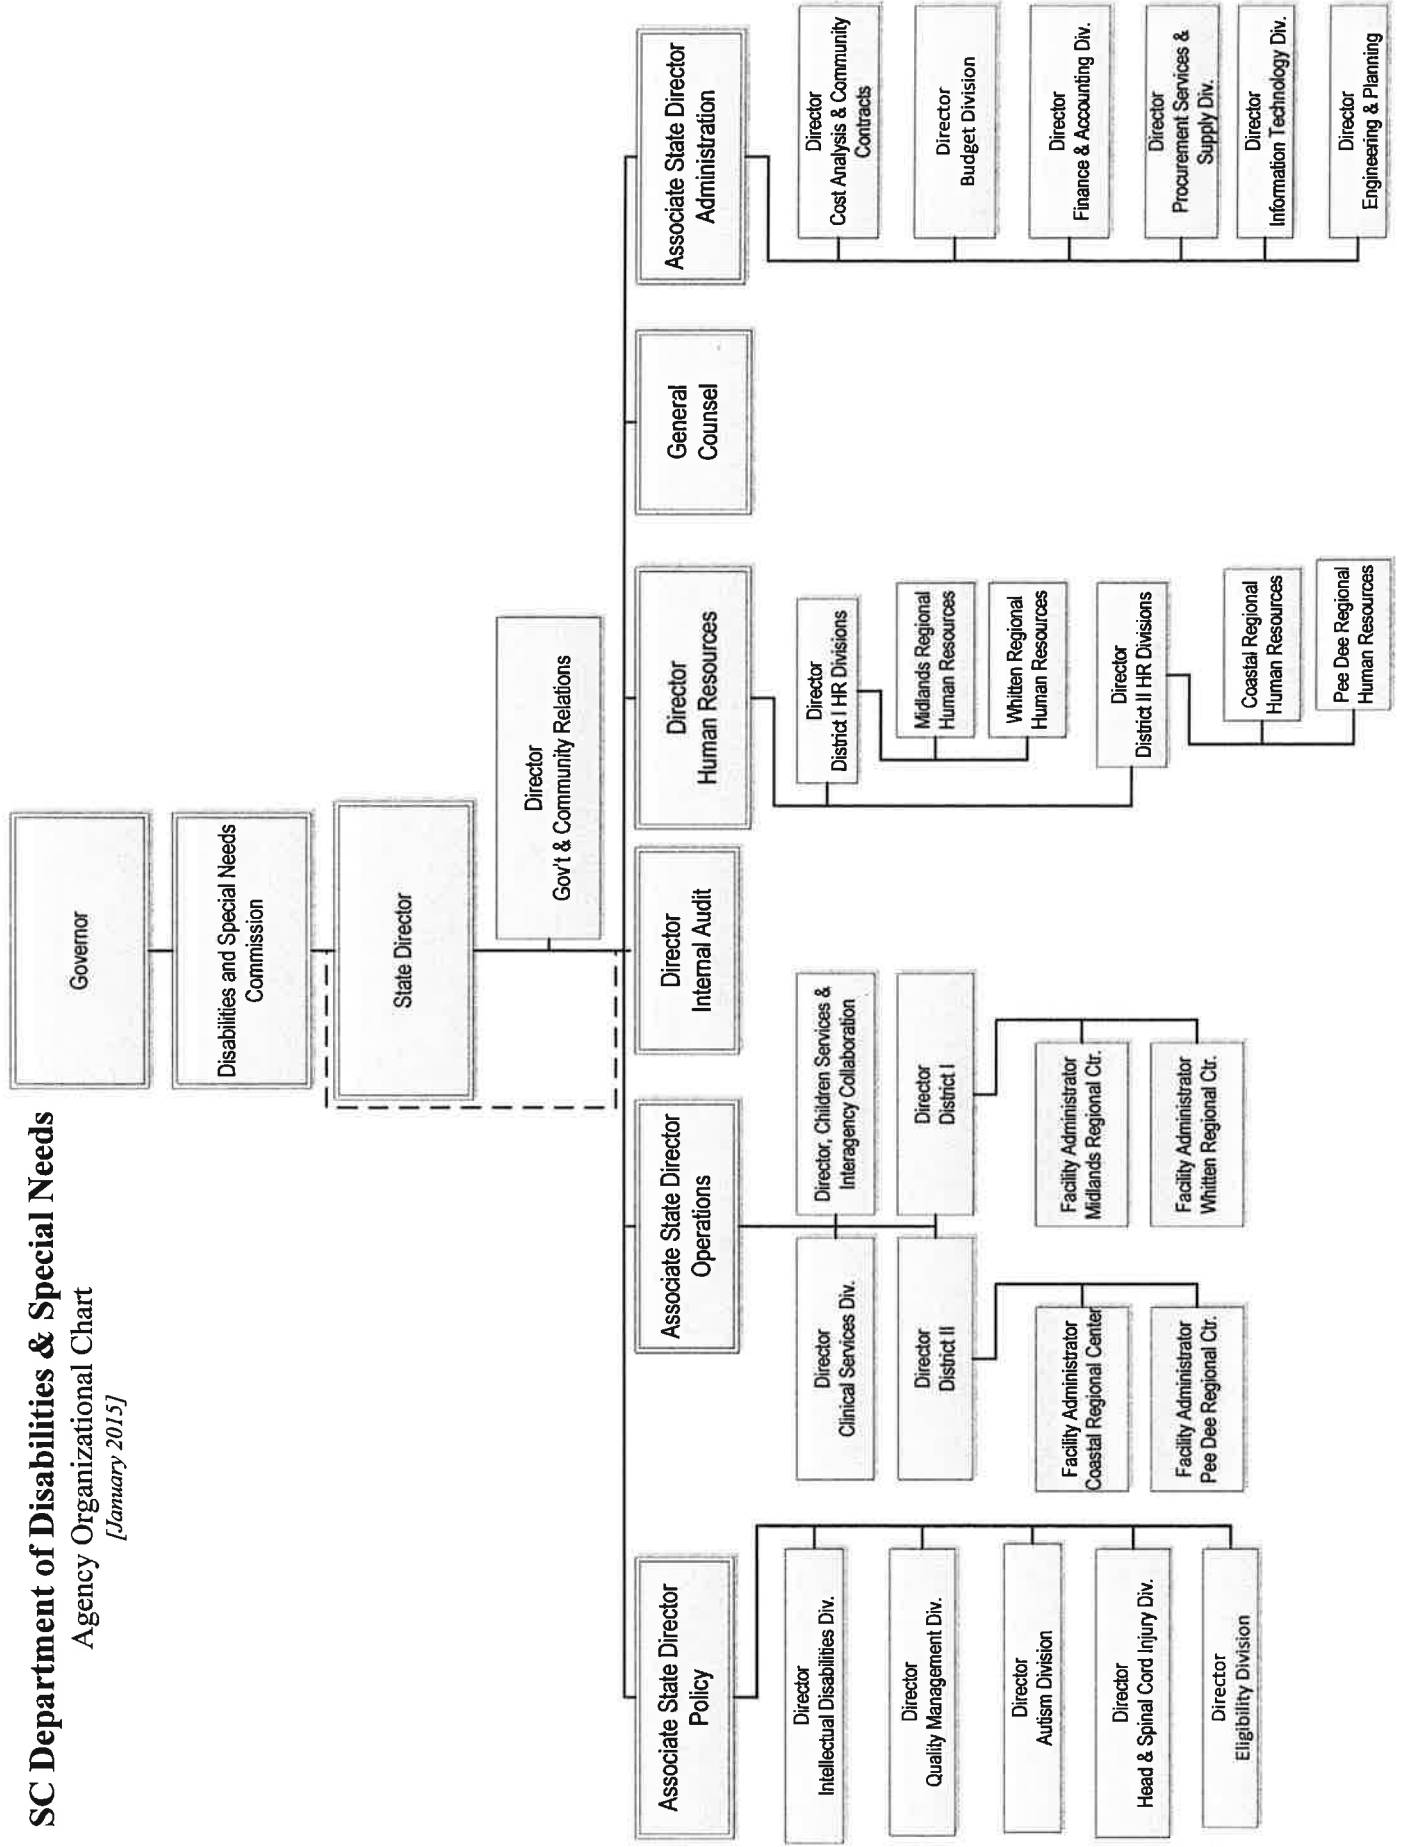 SC Department of Disabilities & Special Needs
Agency Organizational Chart
[January 2015]
Governor
Disabilities and Special Needs
Commission
State Director
Director
Gov't & Community Relations
Associate State Director
Policy
Associate State Director
Operations
Director
Internal Audit
Director
Human Resources
General
Counsel
Associate State Director
Administration
Director
Intellectual Disabilities Div.
Director
Quality Management Div.
Director
Autism Division
Director
Head & Spinal Cord Injury Div.
Director
Eligibility Division
Director
Clinical Services Div.
Director, Children Services &
Interagency Collaboration
Director
District II
Director
District I
Facility Administrator
Coastal Regional Center
Facility Administrator
Pee Dee Regional Ctr.
Facility Administrator
Midlands Regional Ctr.
Facility Administrator
Whitten Regional Ctr.
Director
District I HR Divisions
Midlands Regional
Human Resources
Whitten Regional
Human Resources
Director
District II HR Divisions
Coastal Regional
Human Resources
Pee Dee Regional
Human Resources
Director
Cost Analysis & Community
Contracts
Director
Budget Division
Director
Finance & Accounting Div.
Director
Procurement Services &
Supply Div.
Director
Information Technology Div.
Director
Engineering & Planning